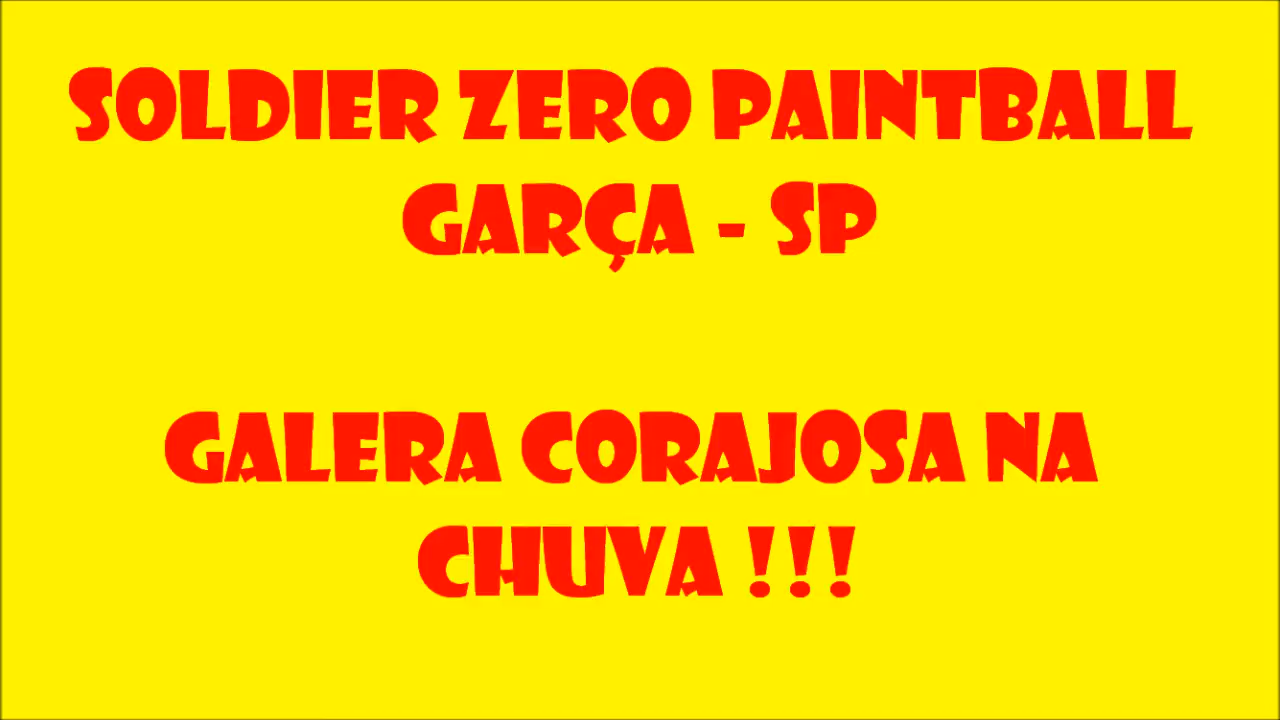 SOLDIER ZERO PAINTBALL
GARÇA - SP
GALERA CORAJOSA NA
CHUVA !!!